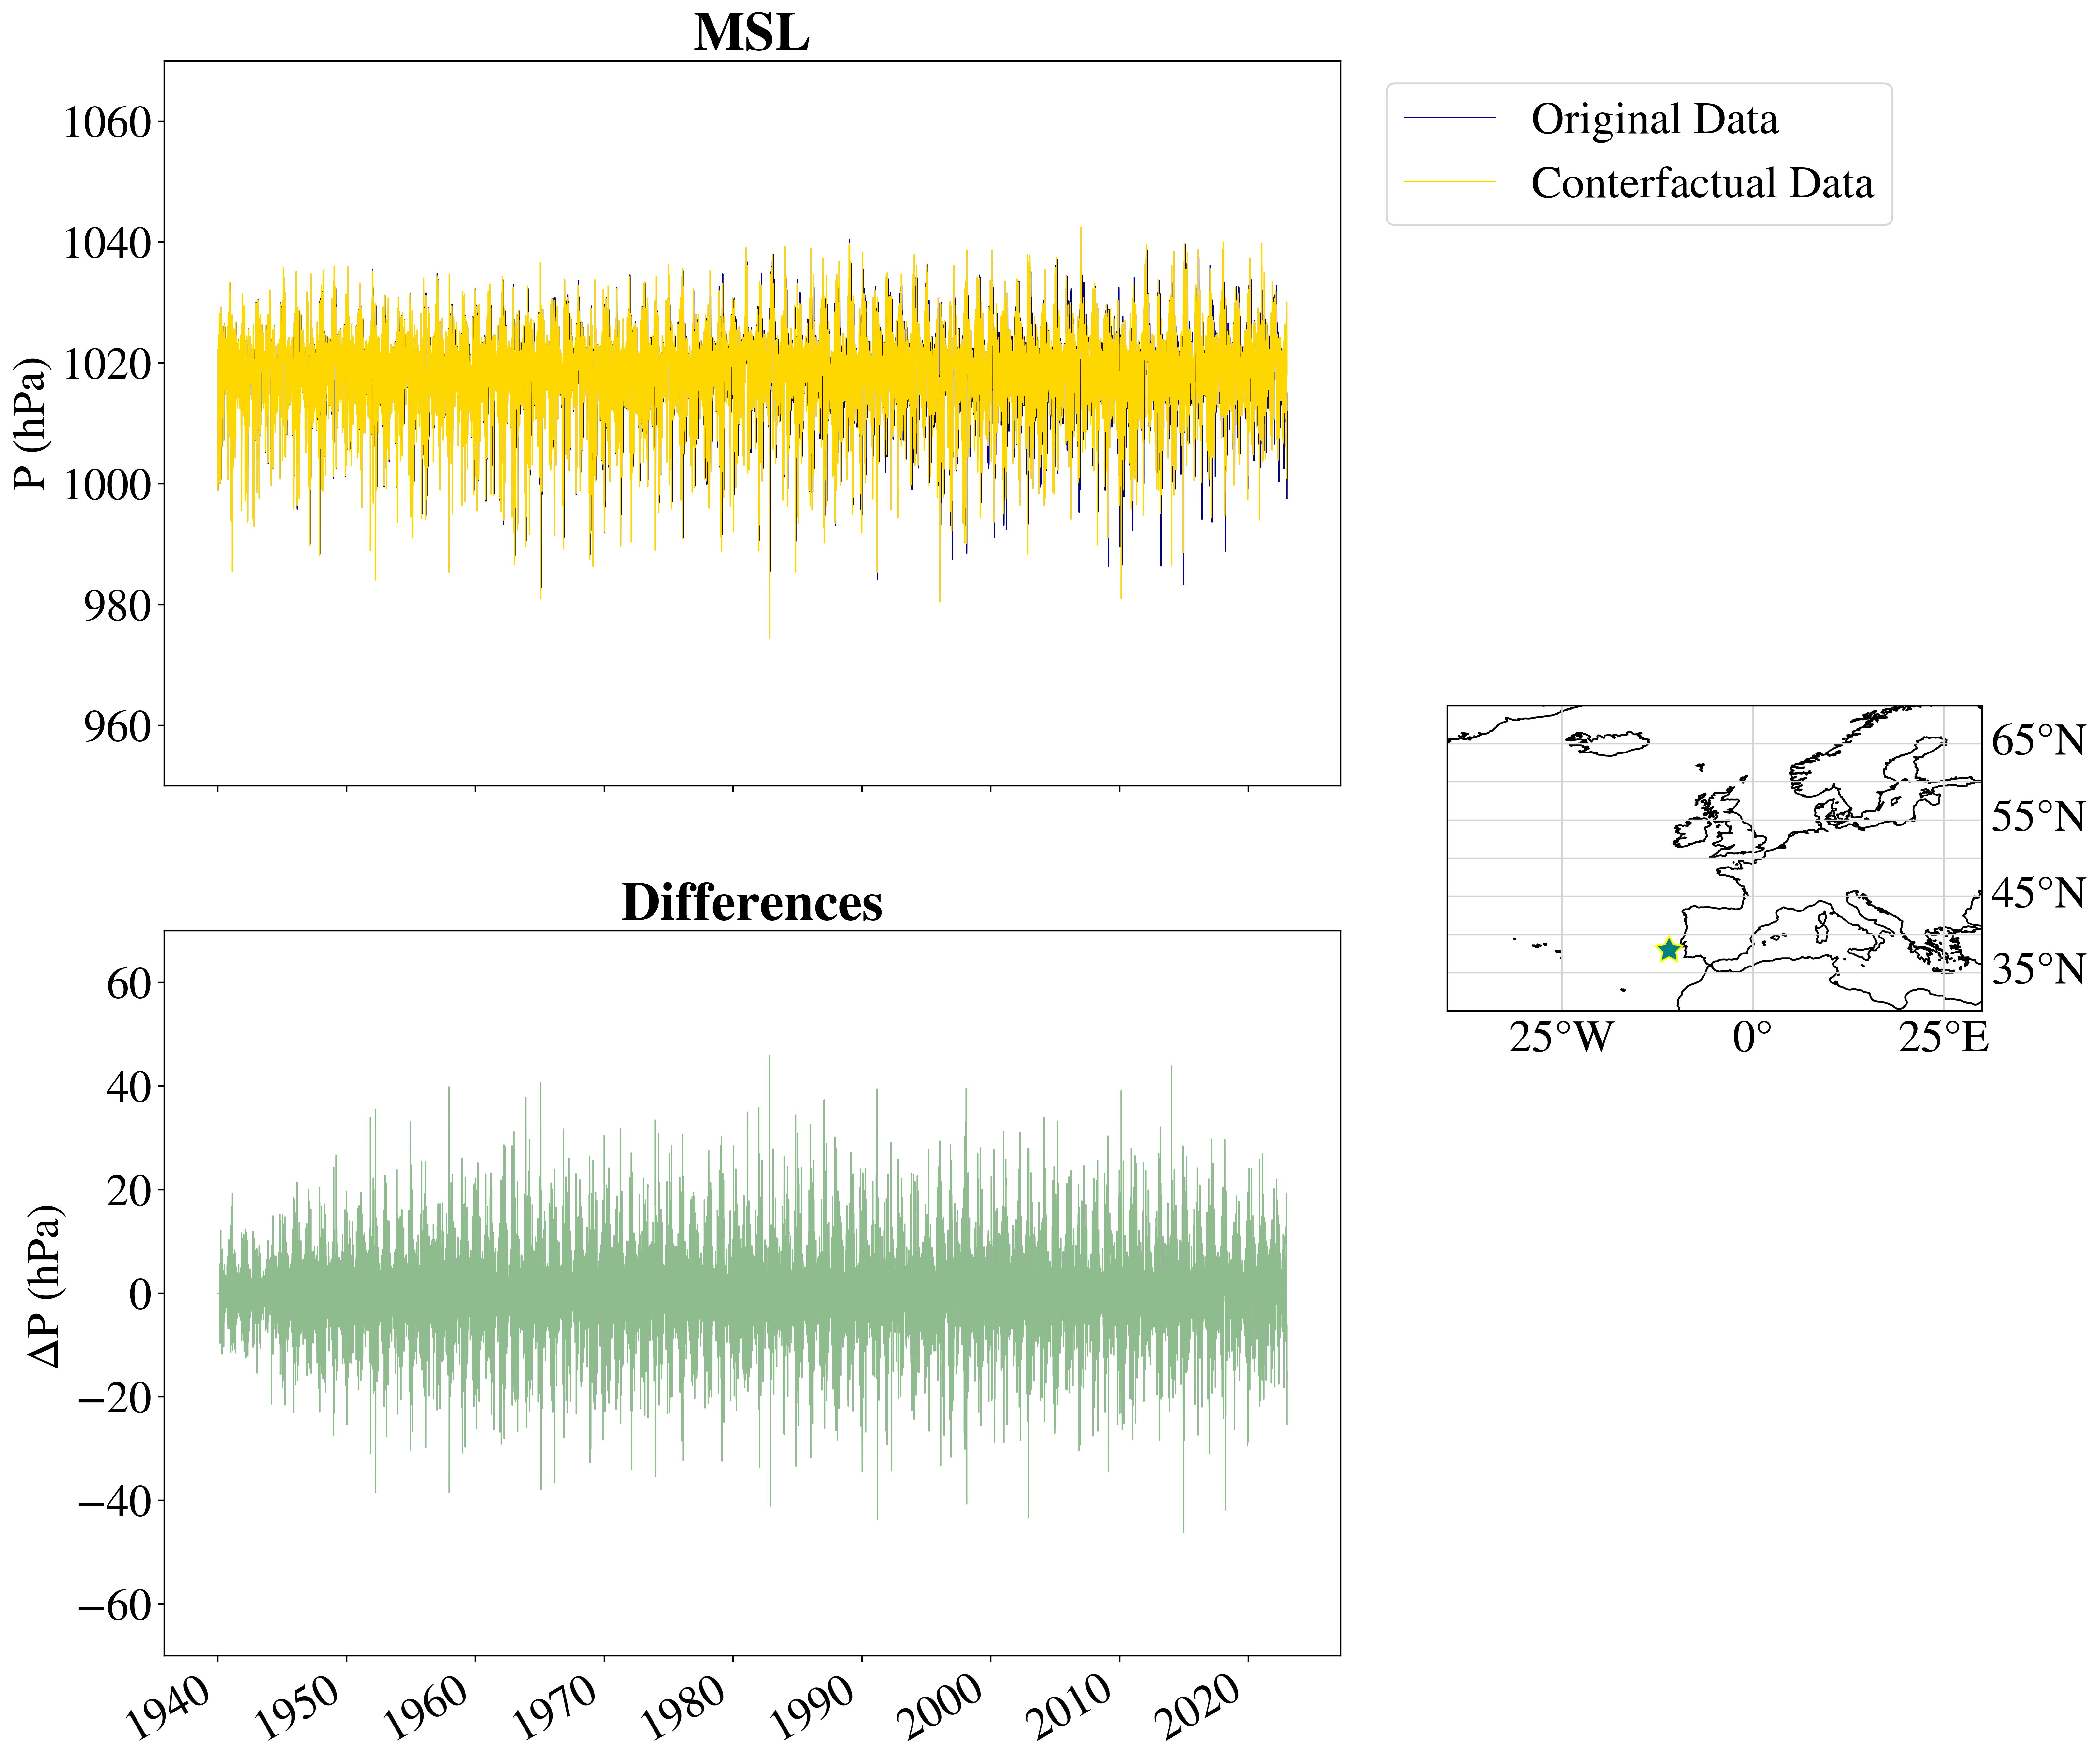 MSL
P (hPa)
1060
1040
1020
1000
980
960
Original Data
Conterfactual Data
65°N
55°N
45°N
35°N
25°W 0° 25°E
Differences
ΔP (hPa)
60
40
20
0
−20
−40
−60
1940 1950 1960 1970 1980 1990 2000 2010 2020